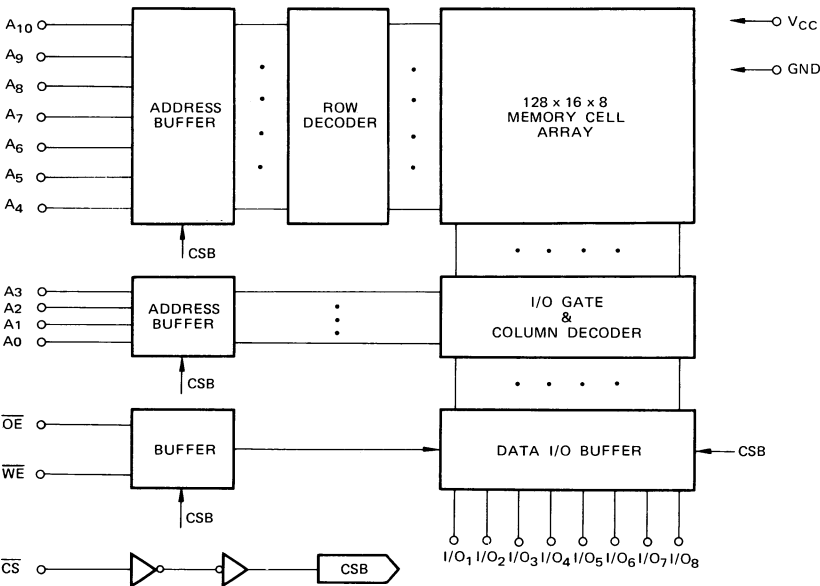 A10
A9
A8
A7
A6
A5
A4
ADDRESS
BUFFER
CSB
ROW
DECODER
128 x 16 x 8
MEMORY CELL
ARRAY
VCC
GND
A3
A2
A1
A0
ADDRESS
BUFFER
CSB
I/O GATE
&
COLUMN DECODER
OE
WE
BUFFER
CSB
DATA I/O BUFFER
CSB
I/O1 I/O2 I/O3 I/O4 I/O5 I/O6 I/O7 I/O8
CS
CSB